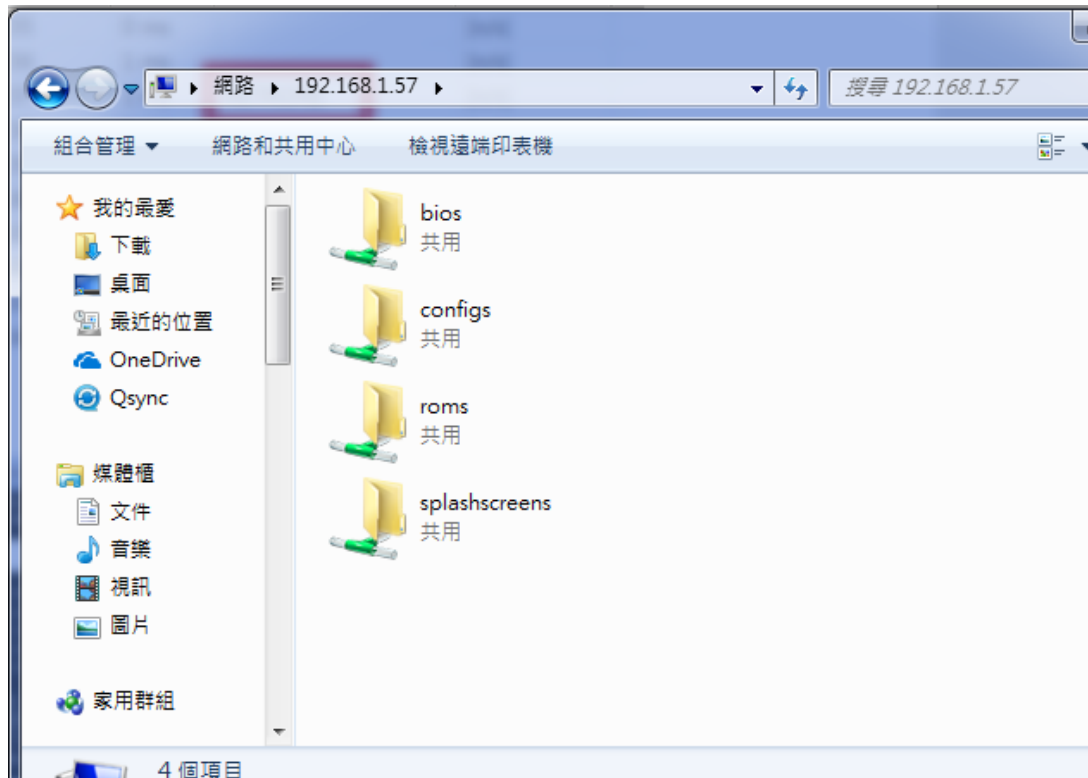 網路 192.168.1.57
搜尋 192.168.1.57
組合管理 網路和共用中心 檢視遠端印表機
我的最愛
下載
桌面
最近的位置
OneDrive
Qsync
媒體櫃
文件
音樂
視訊
圖片
家用群組
bios
共用
configs
共用
roms
共用
splashscreens
共用
4 個項目